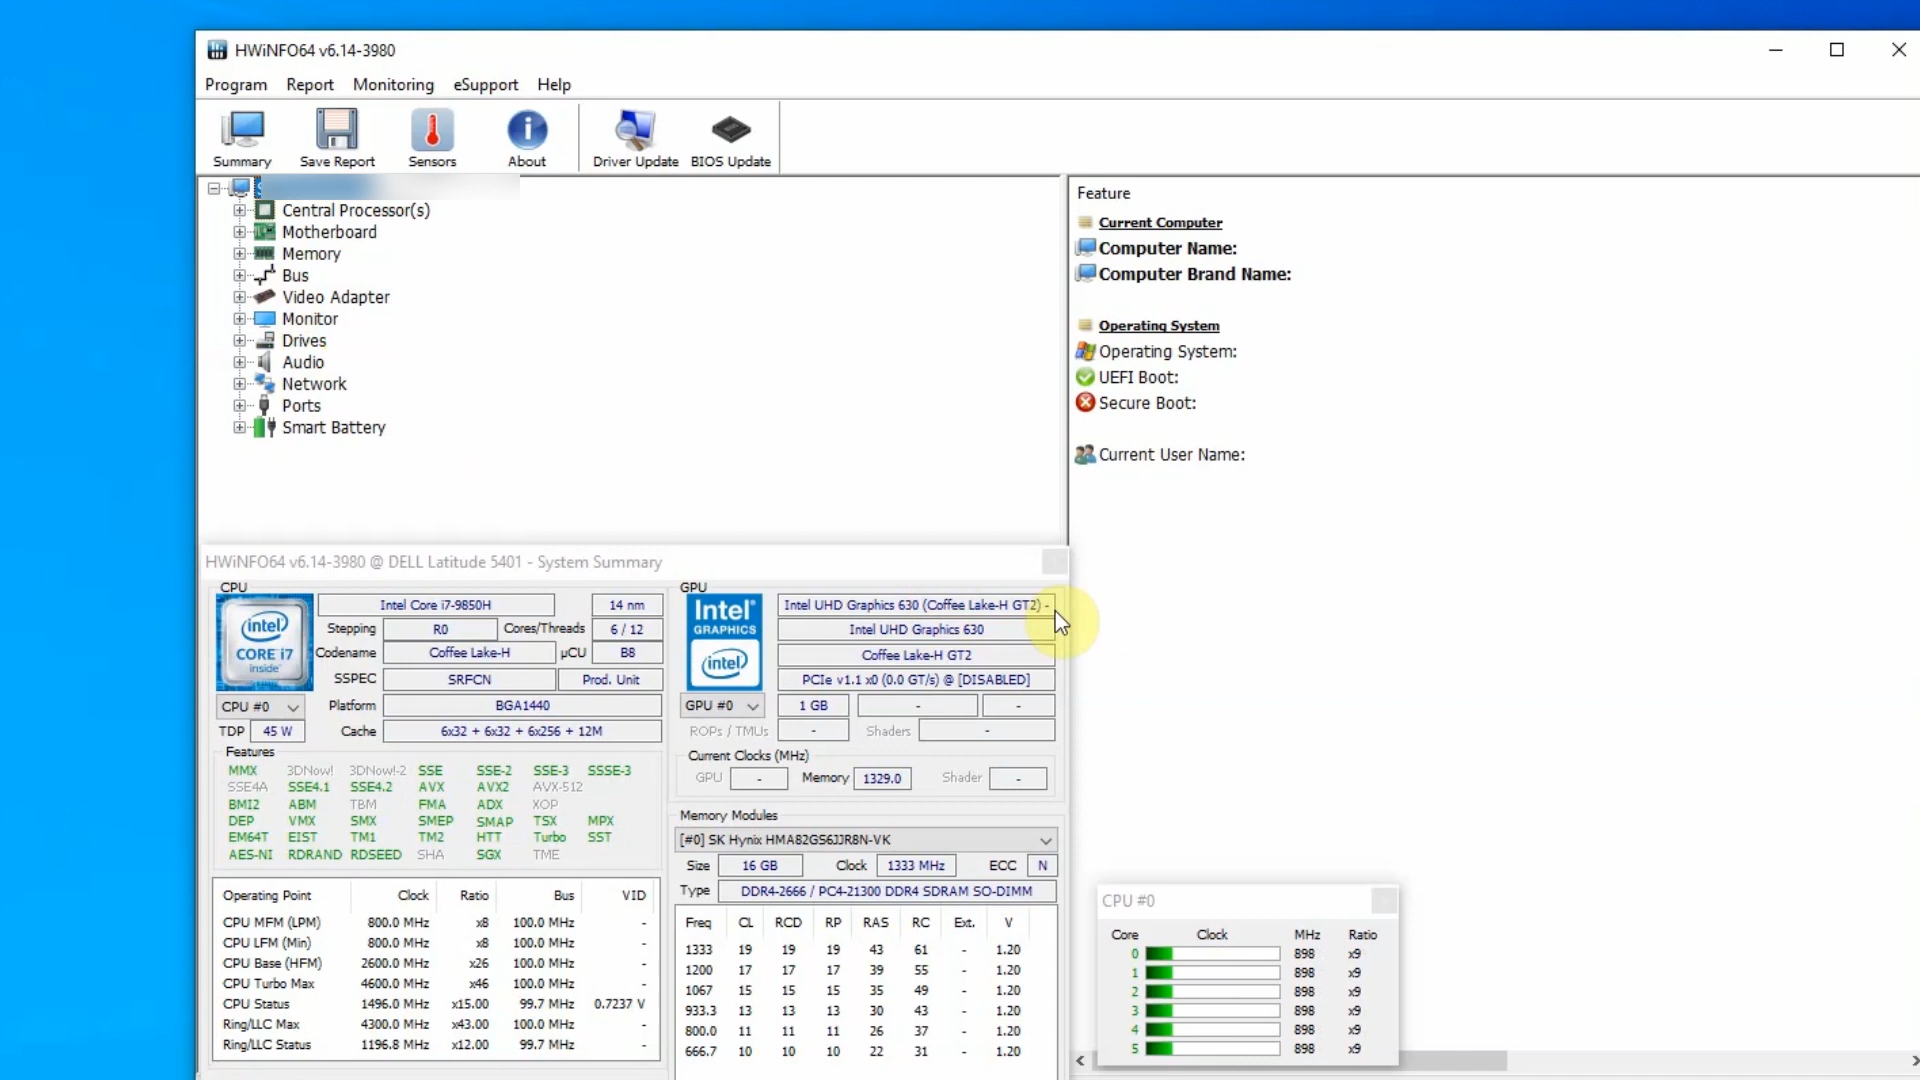 HWiNFO64 v6.14-3980
Program Report Monitoring eSupport Help
Summary Save Report Sensors About Driver Update BIOS Update
Central Processor(s)
Motherboard
Memory
Bus
Video Adapter
Monitor
Drives
Audio
Network
Ports
Smart Battery
Feature
Current Computer
Computer Name:
Computer Brand Name:
Operating System
Operating System:
UEFI Boot:
Secure Boot:
Current User Name:
HWiNFO64 v6.14-3980 @ DELL Latitude 5401 - System Summary
CPU
intel CORE i7 inside
Intel Core i7-9850H 14 nm
Stepping R0 Cores/Threads 6 / 12
Codename Coffee Lake-H µCU B8
SSPEC SRFCN Prod. Unit
CPU #0 Platform BGA1440
TDP 45 W Cache 6x32 + 6x32 + 6x256 + 12M
Features
MMX 3DNow! 3DNow!-2 SSE SSE-2 SSE-3 SSSE-3
SSE4A SSE4.1 SSE4.2 AVX AVX2 AVX-512
BMI2 ABM TBM FMA ADX XOP
DEP VMX SMX SMEP SMAP TSX MPX
EM64T EIST TM1 TM2 HTT Turbo SST
AES-NI RDRAND RDSEED SHA SGX TME
Operating Point Clock Ratio Bus VID
CPU MFM (LPM) 800.0 MHz x8 100.0 MHz -
CPU LFM (Min) 800.0 MHz x8 100.0 MHz -
CPU Base (HFM) 2600.0 MHz x26 100.0 MHz -
CPU Turbo Max 4600.0 MHz x46 100.0 MHz -
CPU Status 1496.0 MHz x15.00 99.7 MHz 0.7237 V
Ring/LLC Max 4300.0 MHz x43.00 100.0 MHz -
Ring/LLC Status 1196.8 MHz x12.00 99.7 MHz -
GPU
Intel® GRAPHICS intel
Intel UHD Graphics 630 (Coffee Lake-H GT2) -
Intel UHD Graphics 630
Coffee Lake-H GT2
PCIe v1.1 x0 (0.0 GT/s) @ [DISABLED]
GPU #0 1 GB - -
ROPs / TMUs - Shaders -
Current Clocks (MHz)
GPU - Memory 1329.0 Shader -
Memory Modules
[#0] SK Hynix HMA82GS6JJR8N-VK
Size 16 GB Clock 1333 MHz ECC N
Type DDR4-2666 / PC4-21300 DDR4 SDRAM SO-DIMM
Freq CL RCD RP RAS RC Ext. V
1333 19 19 19 43 61 - 1.20
1200 17 17 17 39 55 - 1.20
1067 15 15 15 35 49 - 1.20
933.3 13 13 13 30 43 - 1.20
800.0 11 11 11 26 37 - 1.20
666.7 10 10 10 22 31 - 1.20
CPU #0
Core Clock MHz Ratio
0 898 x9
1 898 x9
2 898 x9
3 898 x9
4 898 x9
5 898 x9